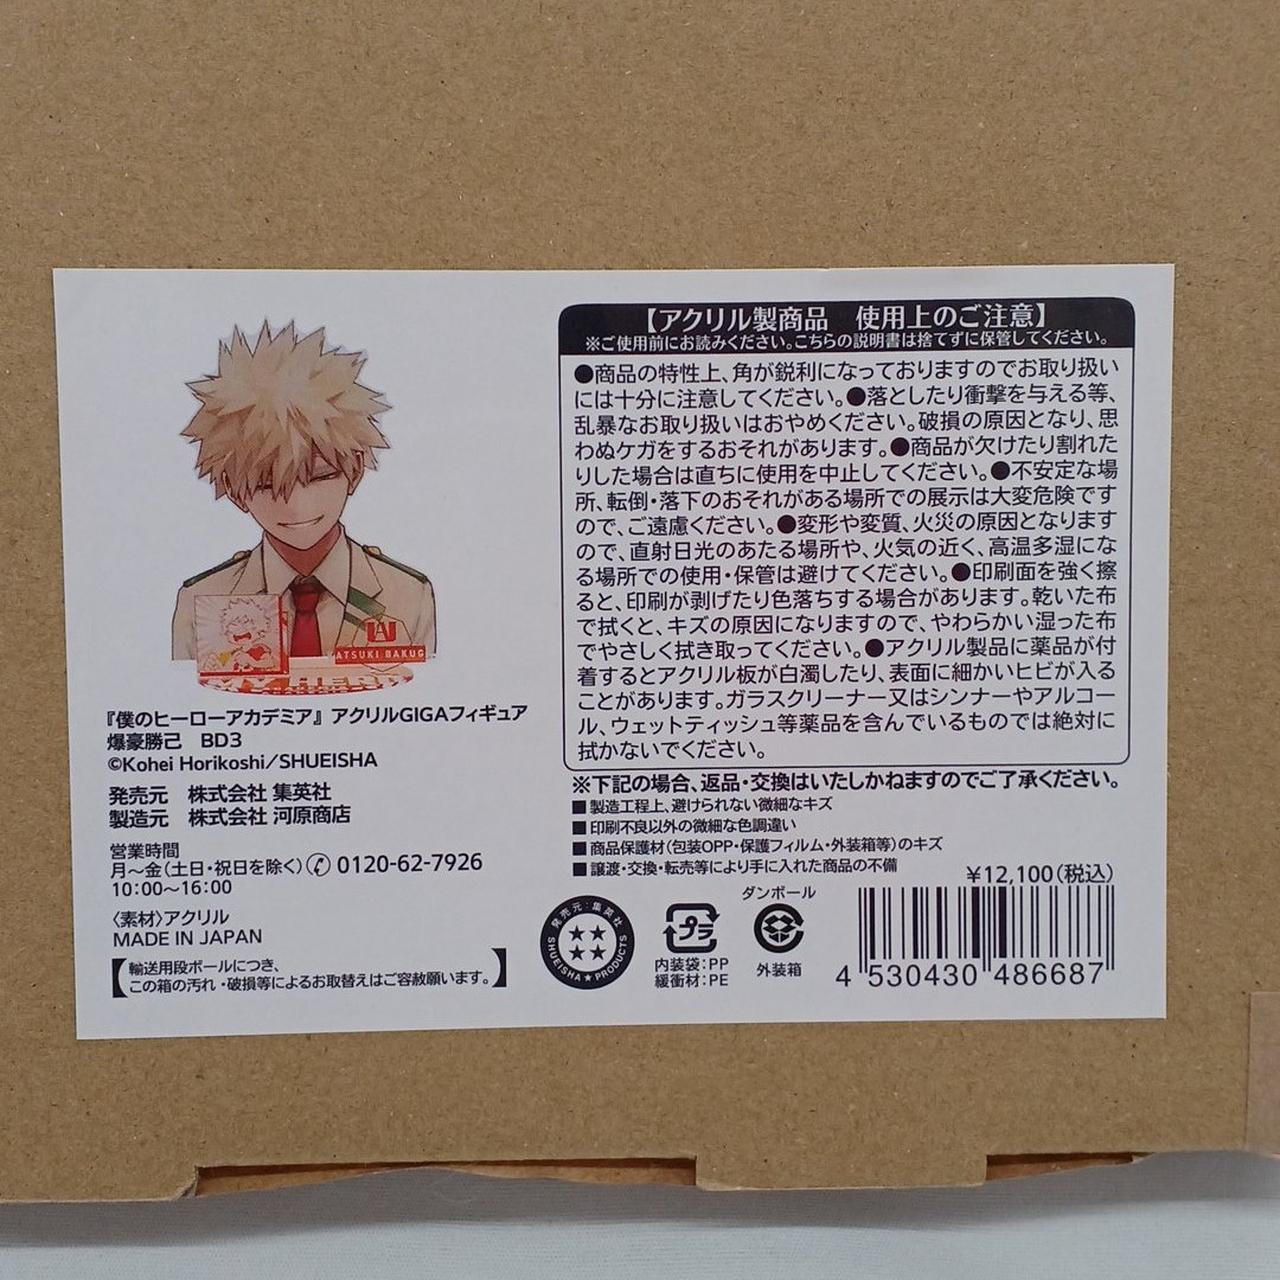 『僕のヒーローアカデミア』 アクリルGIGAフィギュア
爆豪勝己　BD3
©Kohei Horikoshi/SHUEISHA
発売元　株式会社 集英社
製造元　株式会社 河原商店
営業時間
月～金(土日・祝日を除く) 0120-62-7926
10:00～16:00
〈素材〉アクリル
MADE IN JAPAN
【輸送用段ボールにつき、
この箱の汚れ・破損等によるお取替えはご容赦願います。】
ATSUKI BAKUG
MY HERO
【アクリル製商品　使用上のご注意】
※ご使用前にお読みください。こちらの説明書は捨てずに保管してください。
●商品の特性上、角が鋭利になっておりますのでお取り扱い
には十分に注意してください。●落としたり衝撃を与える等、
乱暴なお取り扱いはおやめください。破損の原因となり、思
わぬケガをするおそれがあります。●商品が欠けたり割れた
りした場合は直ちに使用を中止してください。●不安定な場
所、転倒・落下のおそれがある場所での展示は大変危険です
ので、ご遠慮ください。●変形や変質、火災の原因となります
ので、直射日光のあたる場所や、火気の近く、高温多湿にな
る場所での使用・保管は避けてください。●印刷面を強く擦
ると、印刷が剥げたり色落ちする場合があります。乾いた布
で拭くと、キズの原因になりますので、やわらかい湿った布
でやさしく拭き取ってください。●アクリル製品に薬品が付
着するとアクリル板が白濁したり、表面に細かいヒビが入る
ことがあります。ガラスクリーナー又はシンナーやアルコー
ル、ウェットティッシュ等薬品を含んでいるものでは絶対に
拭かないでください。
※下記の場合、返品・交換はいたしかねますのでご了承ください。
■製造工程上、避けられない微細なキズ
■印刷不良以外の微細な色調違い
■商品保護材(包装OPP・保護フィルム・外装箱等)のキズ
■譲渡・交換・転売等により手に入れた商品の不備
￥12,100(税込)
発売元:集英社
SHUEISHA★PRODUCTS
プラ
内装袋:PP
緩衝材:PE
ダンボール
外装箱
4 530430 486687